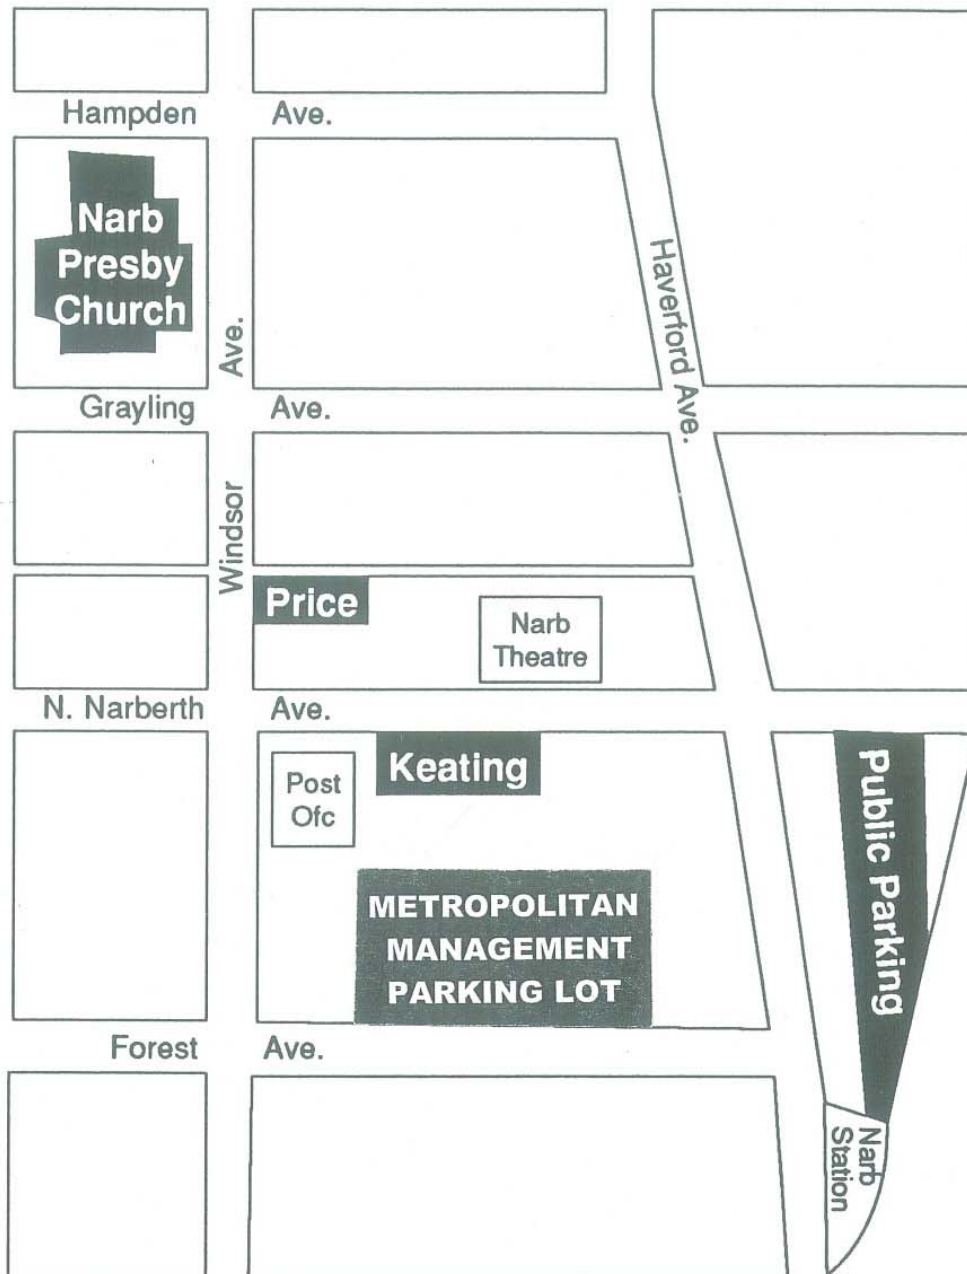 Hampden Ave.
Narb
Presby
Church
Haverford Ave.
Windsor Ave.
Grayling Ave.
Price
Narb
Theatre
N. Narberth Ave.
Post
Ofc
Keating
Public Parking
METROPOLITAN
MANAGEMENT
PARKING LOT
Forest Ave.
Narb
Station